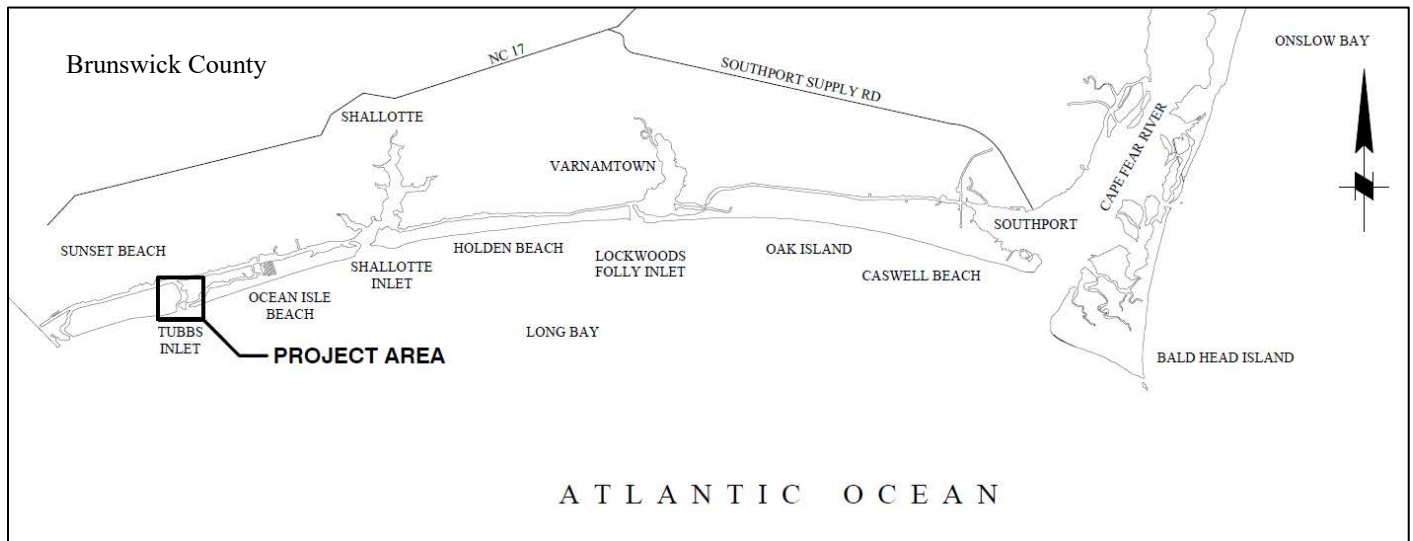 Brunswick County
NC 17
SOUTHPORT SUPPLY RD
ONSLOW BAY
SHALLOTTE
VARNAMTOWN
CAPE FEAR RIVER
SOUTHPORT
SUNSET BEACH
HOLDEN BEACH
OAK ISLAND
LOCKWOODS
FOLLY INLET
SHALLOTTE
INLET
CASWELL BEACH
OCEAN ISLE
BEACH
TUBBS
INLET
LONG BAY
PROJECT AREA
BALD HEAD ISLAND
ATLANTIC OCEAN